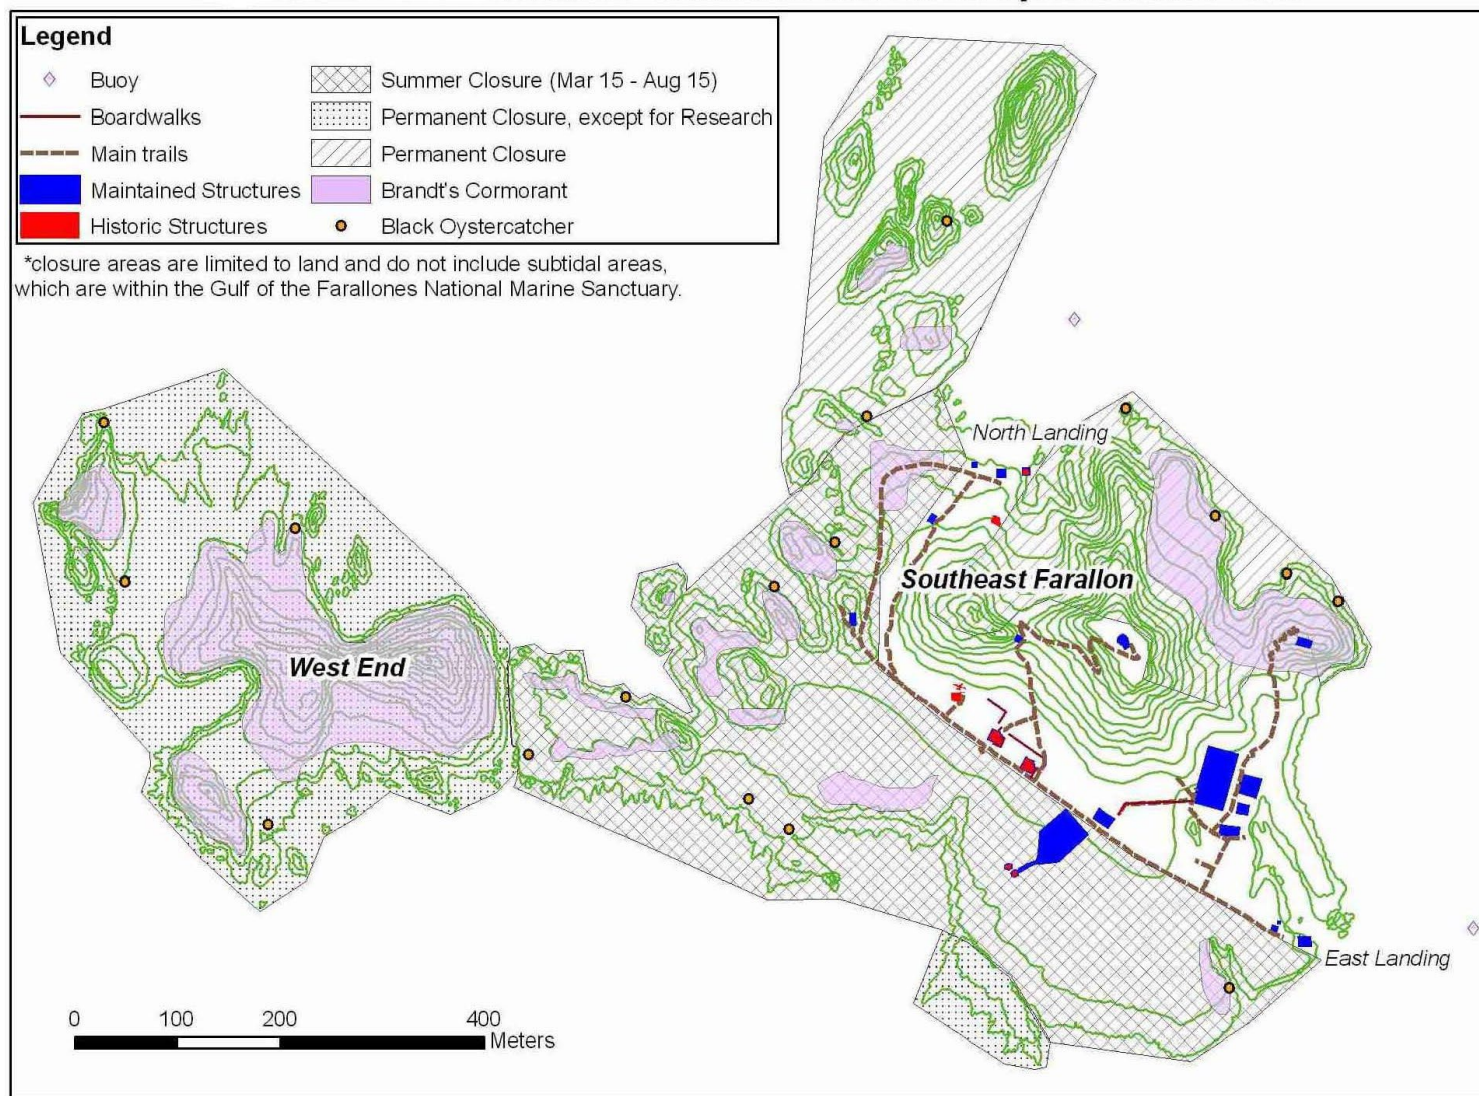 Legend
Buoy
Boardwalks
Main trails
Maintained Structures
Historic Structures
Summer Closure (Mar 15 - Aug 15)
Permanent Closure, except for Research
Permanent Closure
Brandt's Cormorant
Black Oystercatcher
*closure areas are limited to land and do not include subtidal areas,
which are within the Gulf of the Farallones National Marine Sanctuary.
North Landing
Southeast Farallon
West End
East Landing
0 100 200 400
Meters